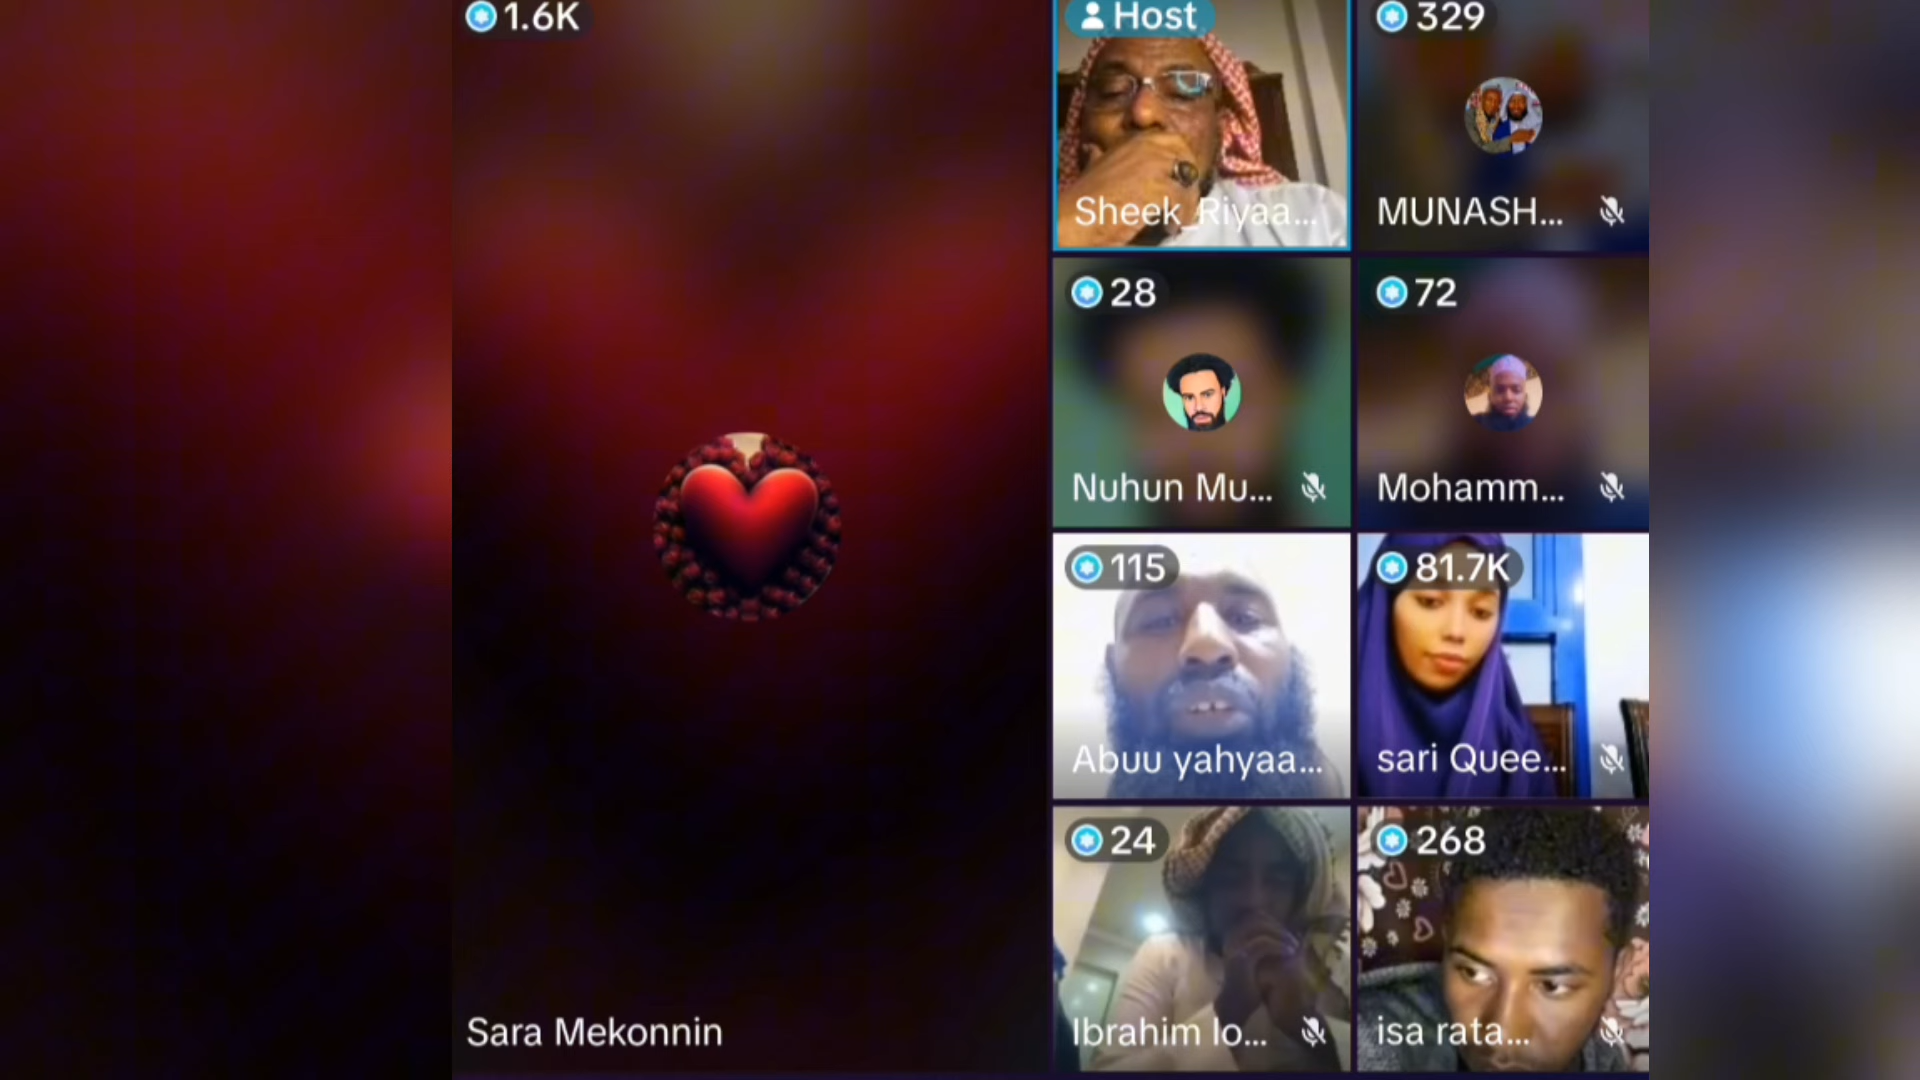 1.6K
Host
329
Sheek_Riyaa...
MUNASH...
28
72
Nuhun Mu...
Mohamm...
115
81.7K
Abuu yahyaa...
sari Quee...
24
268
Sara Mekonnin
Ibrahim lo...
isa rata...